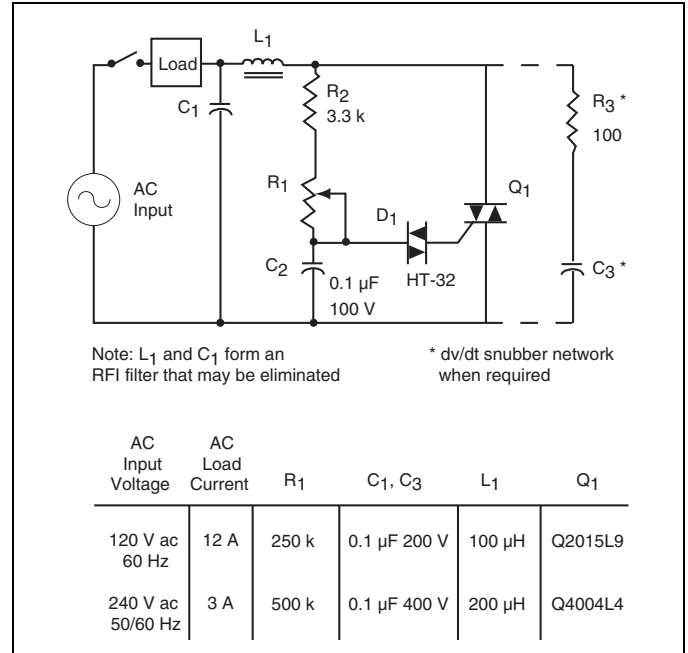 L1
Load
C1
R2
3.3 k
R3 *
100
AC
Input
R1
D1
Q1
C2
0.1 µF
100 V
HT-32
C3 *
Note: L1 and C1 form an
RFI filter that may be eliminated
* dv/dt snubber network
when required
AC
Input
Voltage
AC
Load
Current
R1
C1, C3
L1
Q1
120 V ac
60 Hz
12 A
250 k
0.1 µF 200 V
100 µH
Q2015L9
240 V ac
50/60 Hz
3 A
500 k
0.1 µF 400 V
200 µH
Q4004L4